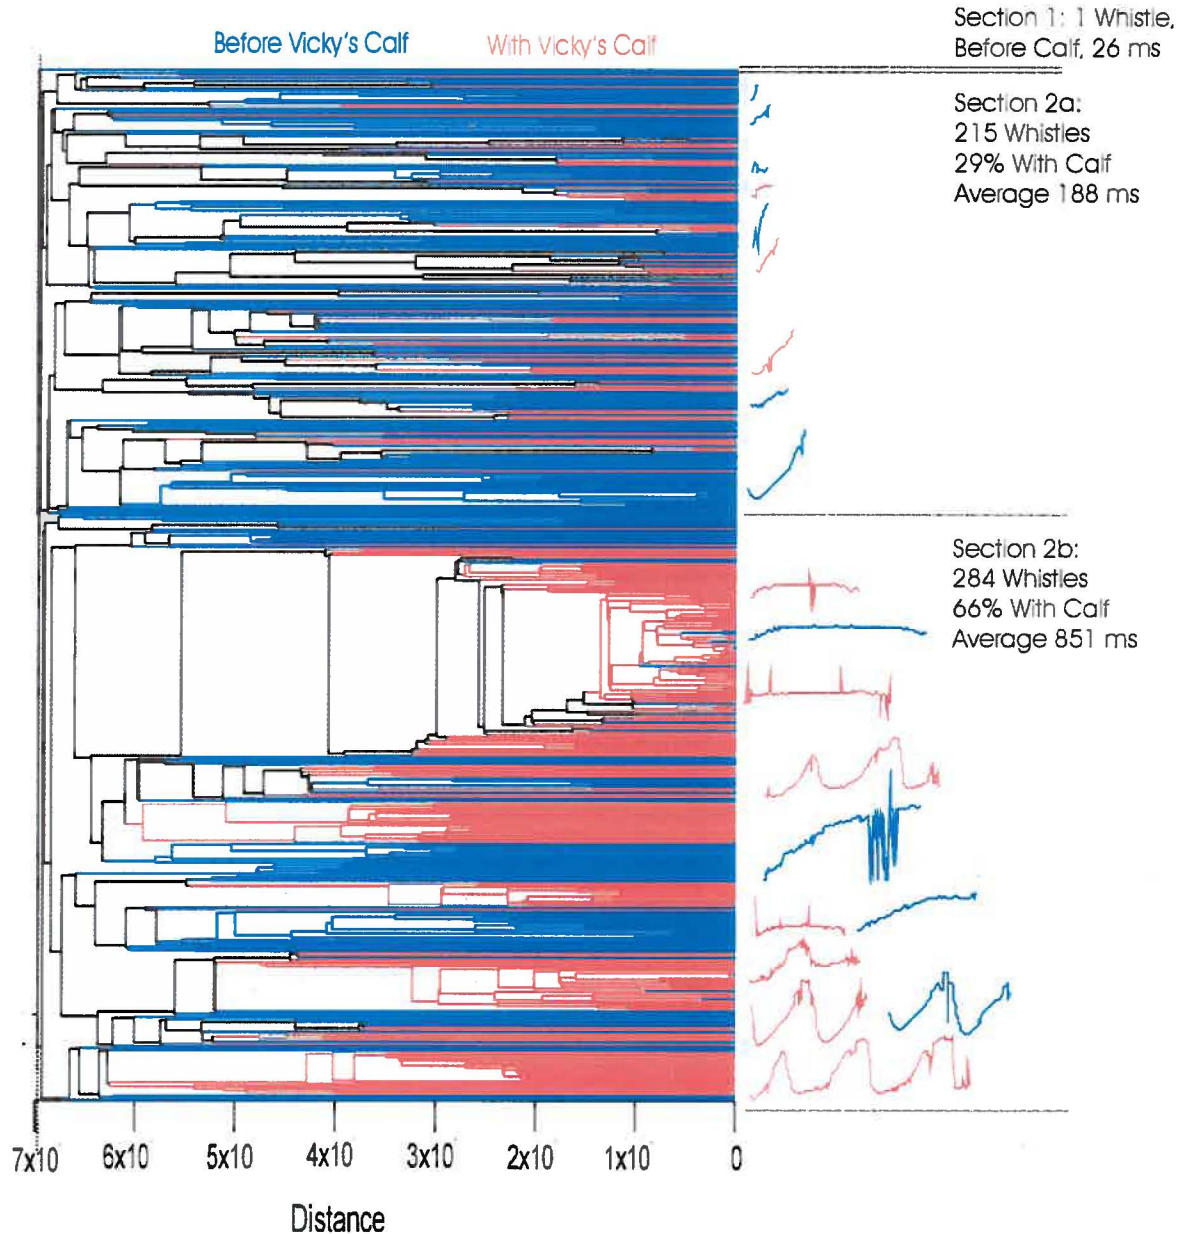 Section 1: 1 Whistle,
Before Calf, 26 ms
Before Vicky's Calf
With Vicky's Calf
Section 2a:
215 Whistles
29% With Calf
Average 188 ms
Section 2b:
284 Whistles
66% With Calf
Average 851 ms
7x10 6x10 5x10 4x10 3x10 2x10 1x10 0
Distance